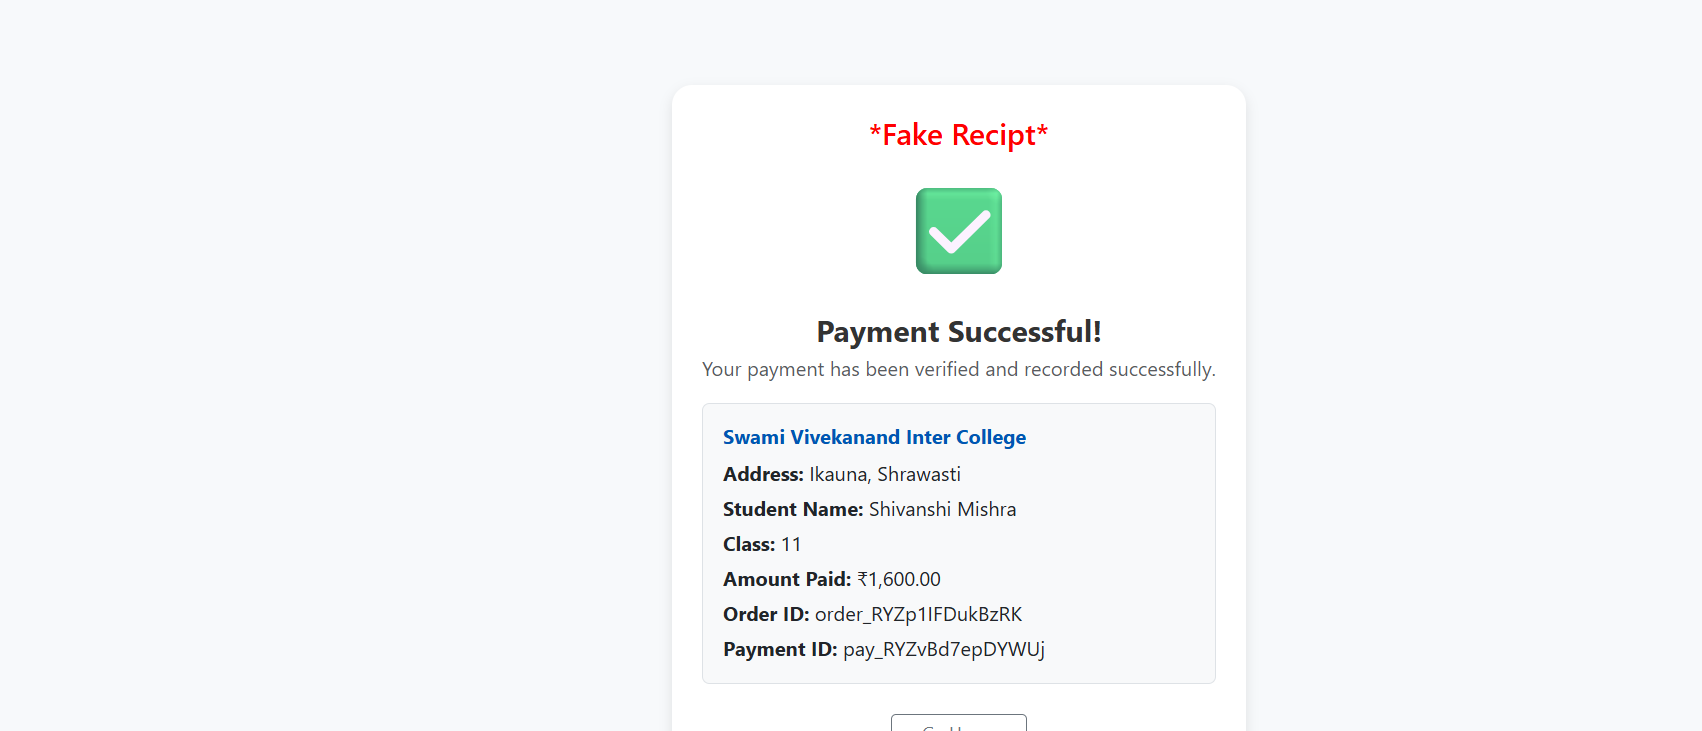 *Fake Recipt*
Payment Successful!
Your payment has been verified and recorded successfully.
Swami Vivekanand Inter College
Address: Ikauna, Shrawasti
Student Name: Shivanshi Mishra
Class: 11
Amount Paid: ₹1,600.00
Order ID: order_RYZp1IFDukBzRK
Payment ID: pay_RYZvBd7epDYWUj